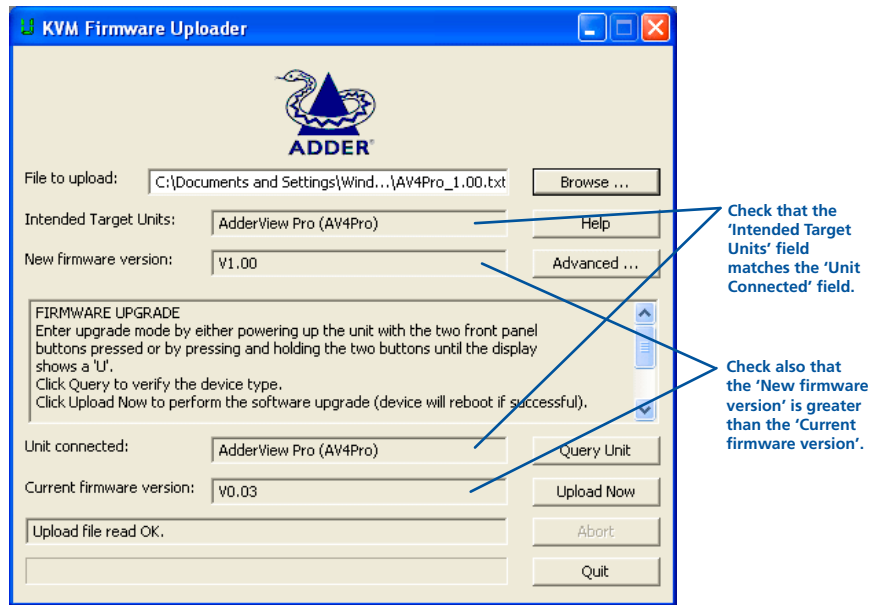 KVM Firmware Uploader
ADDER®
File to upload:
C:\Documents and Settings\Wind...\AV4Pro_1.00.txt
Browse ...
Intended Target Units:
AdderView Pro (AV4Pro)
Help
New firmware version:
V1.00
Advanced ...
FIRMWARE UPGRADE
Enter upgrade mode by either powering up the unit with the two front panel
buttons pressed or by pressing and holding the two buttons until the display
shows a 'U'.
Click Query to verify the device type.
Click Upload Now to perform the software upgrade (device will reboot if successful).
Unit connected:
AdderView Pro (AV4Pro)
Query Unit
Current firmware version:
V0.03
Upload Now
Upload file read OK.
Abort
Quit
Check that the
‘Intended Target
Units’ field
matches the ‘Unit
Connected’ field.
Check also that
the ‘New firmware
version’ is greater
than the ‘Current
firmware version’.